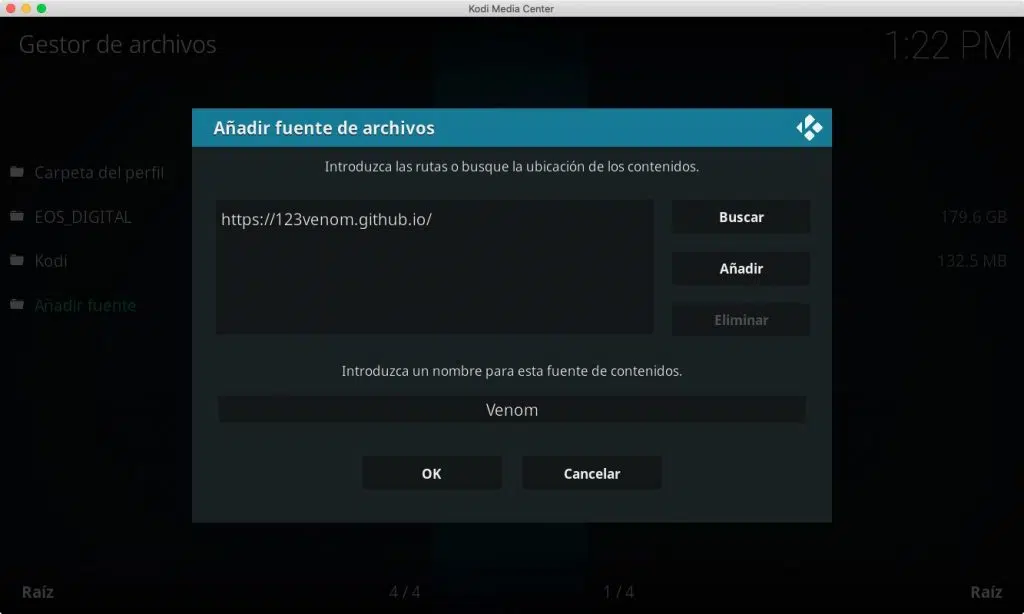 Kodi Media Center
Gestor de archivos
1:22 PM
Añadir fuente de archivos
Introduzca las rutas o busque la ubicación de los contenidos.
Carpeta del perfil
https://123venom.github.io/
Buscar
EOS_DIGITAL
179.6 GB
Kodi
Añadir
132.5 MB
Añadir fuente
Eliminar
Introduzca un nombre para esta fuente de contenidos.
Venom
OK
Cancelar
Raíz
4 / 4
1 / 4
Raíz